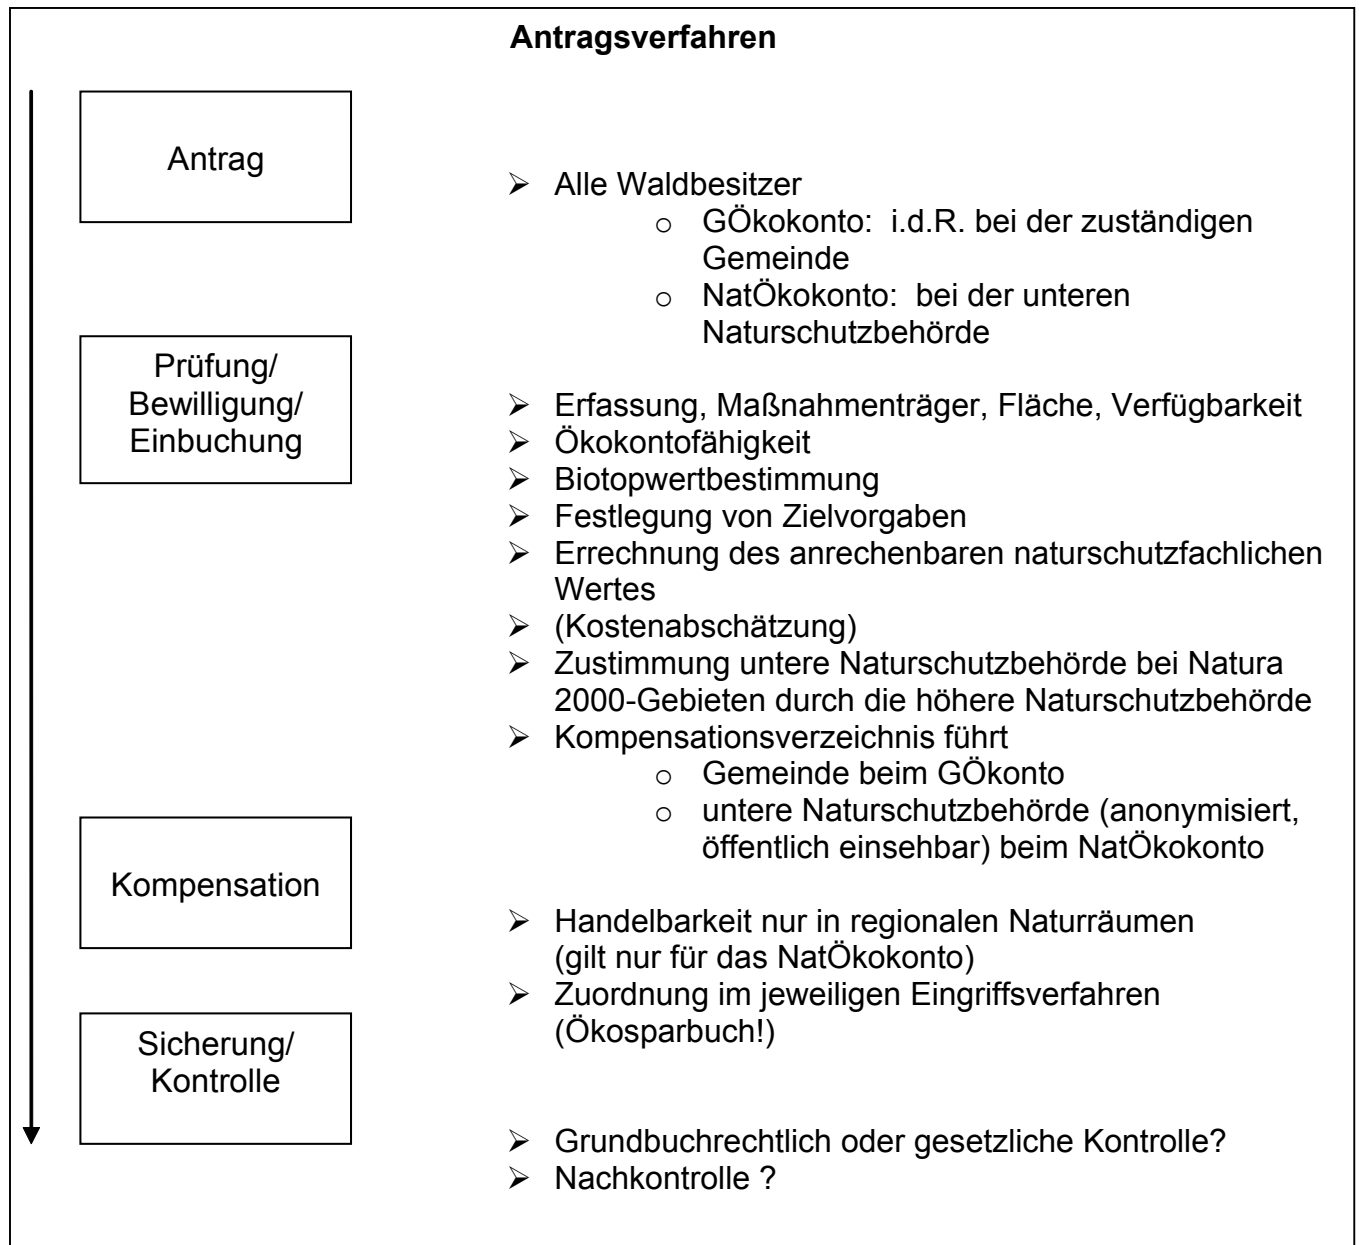 Antragsverfahren
Antrag
➢ Alle Waldbesitzer
o GÖkokonto: i.d.R. bei der zuständigen
Gemeinde
o NatÖkokonto: bei der unteren
Naturschutzbehörde
Prüfung/
Bewilligung/
Einbuchung
➢ Erfassung, Maßnahmenträger, Fläche, Verfügbarkeit
➢ Ökokontofähigkeit
➢ Biotopwertbestimmung
➢ Festlegung von Zielvorgaben
➢ Errechnung des anrechenbaren naturschutzfachlichen
Wertes
➢ (Kostenabschätzung)
➢ Zustimmung untere Naturschutzbehörde bei Natura
2000-Gebieten durch die höhere Naturschutzbehörde
➢ Kompensationsverzeichnis führt
o Gemeinde beim GÖkonto
o untere Naturschutzbehörde (anonymisiert,
öffentlich einsehbar) beim NatÖkokonto
Kompensation
➢ Handelbarkeit nur in regionalen Naturräumen
(gilt nur für das NatÖkokonto)
➢ Zuordnung im jeweiligen Eingriffsverfahren
(Ökosparbuch!)
Sicherung/
Kontrolle
➢ Grundbuchrechtlich oder gesetzliche Kontrolle?
➢ Nachkontrolle ?